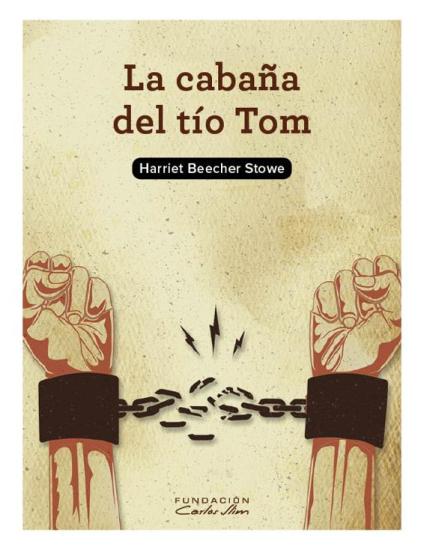 La cabaña
del tío Tom
Harriet Beecher Stowe
FUNDACIÓN
Carlos Slim